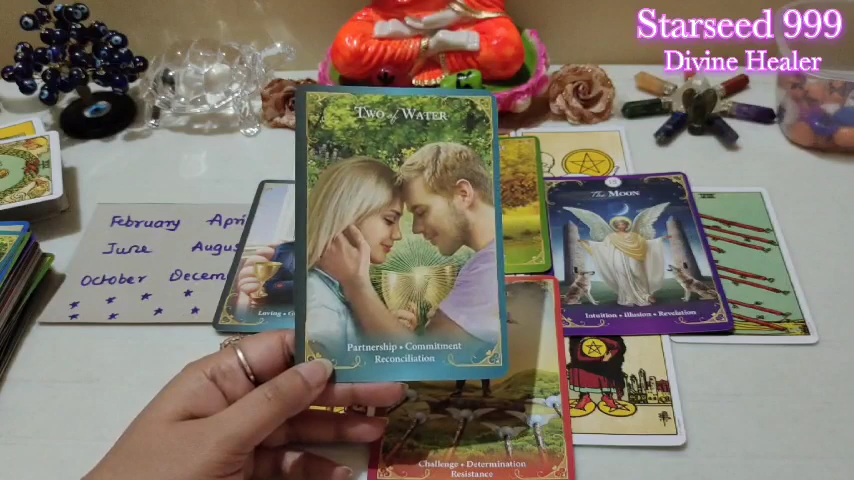 Starseed 999
Divine Healer
Two of Water
Partnership • Commitment
Reconciliation
The Moon
Intuition • Illusion • Revelation
February
June
October
Loving
Challenge • Determination
Resistance